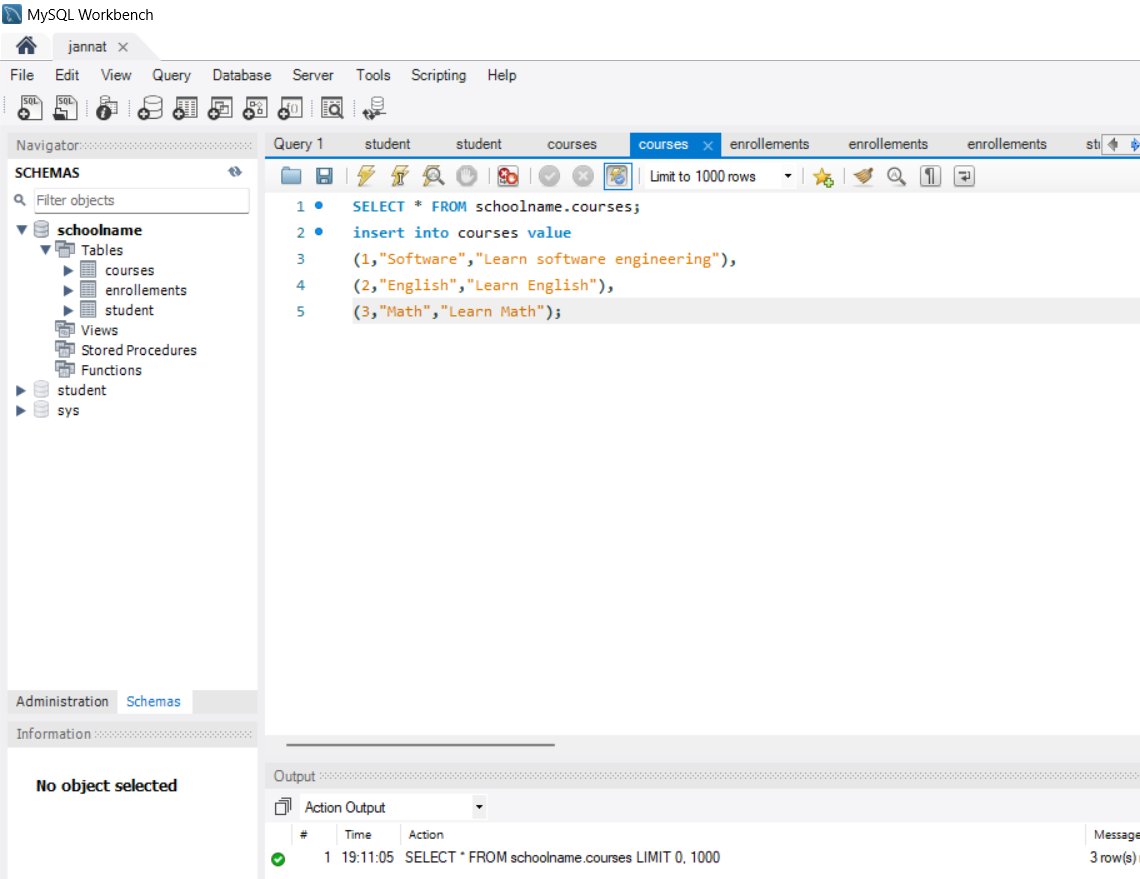 MySQL Workbench
jannat
File Edit View Query Database Server Tools Scripting Help
Navigator
SCHEMAS
Filter objects
schoolname
Tables
courses
enrollements
student
Views
Stored Procedures
Functions
student
sys
Administration Schemas
Information
No object selected
Query 1 student student courses courses enrollements enrollements enrollements
Limit to 1000 rows
1 SELECT * FROM schoolname.courses;
2 insert into courses value
3 (1,"Software","Learn software engineering"),
4 (2,"English","Learn English"),
5 (3,"Math","Learn Math");
Output
Action Output
# Time Action Message
1 19:11:05 SELECT * FROM schoolname.courses LIMIT 0, 1000 3 row(s)